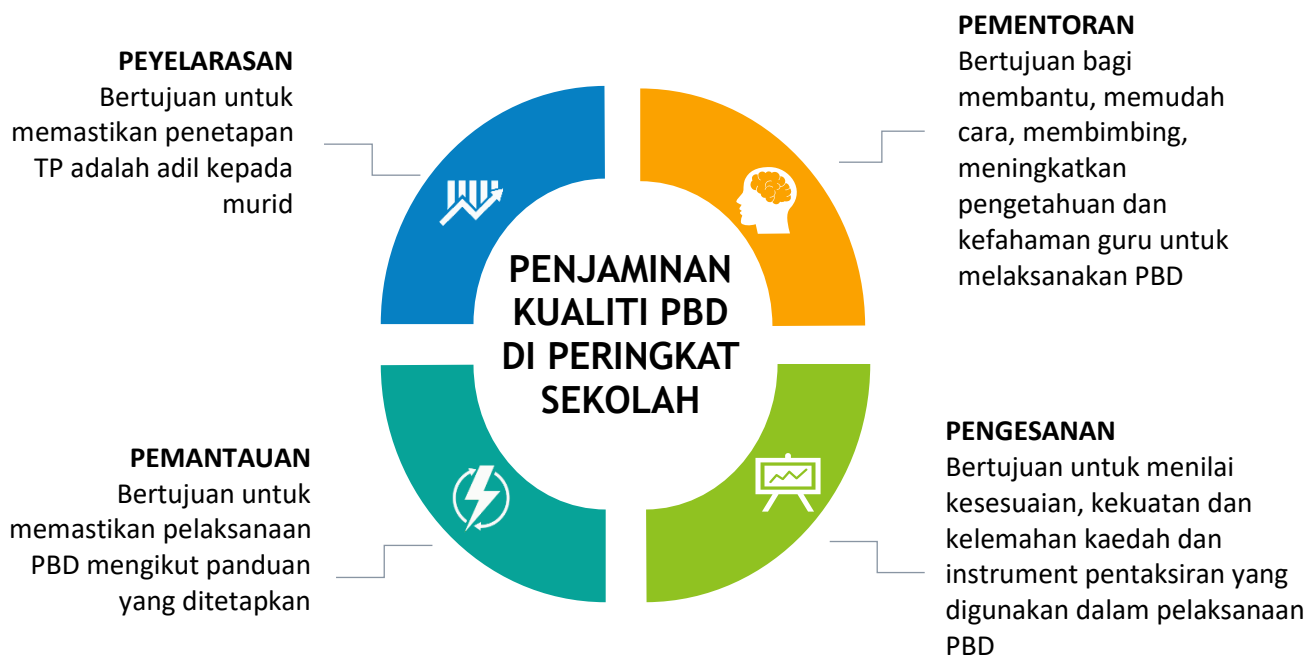 PEYELARASAN
Bertujuan untuk
memastikan penetapan
TP adalah adil kepada
murid
PEMENTORAN
Bertujuan bagi
membantu, memudah
cara, membimbing,
meningkatkan
pengetahuan dan
kefahaman guru untuk
melaksanakan PBD
PENJAMINAN
KUALITI PBD
DI PERINGKAT
SEKOLAH
PEMANTAUAN
Bertujuan untuk
memastikan pelaksanaan
PBD mengikut panduan
yang ditetapkan
PENGESANAN
Bertujuan untuk menilai
kesesuaian, kekuatan dan
kelemahan kaedah dan
instrument pentaksiran yang
digunakan dalam pelaksanaan
PBD